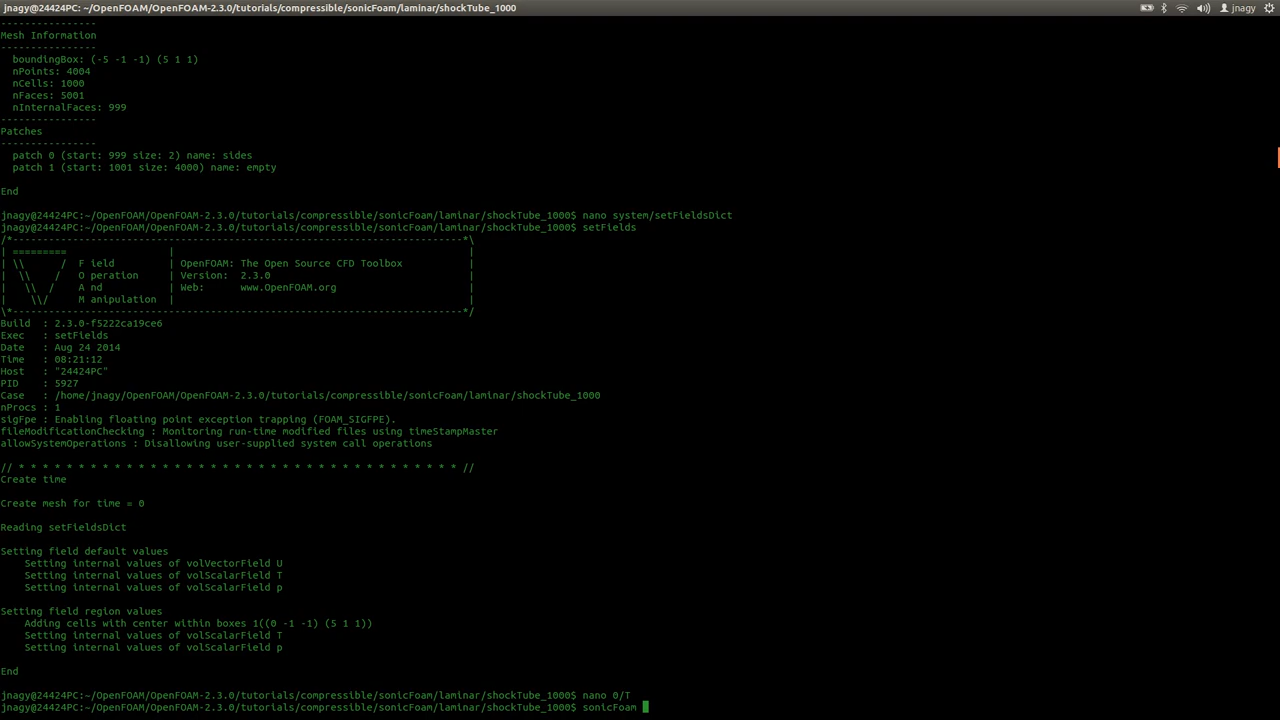 jnagy@24424PC: ~/OpenFOAM/OpenFOAM-2.3.0/tutorials/compressible/sonicFoam/laminar/shockTube_1000 jnagy
----------------
Mesh Information
----------------
  boundingBox: (-5 -1 -1) (5 1 1)
  nPoints: 4004
  nCells: 1000
  nFaces: 5001
  nInternalFaces: 999
----------------
Patches
----------------
  patch 0 (start: 999 size: 2) name: sides
  patch 1 (start: 1001 size: 4000) name: empty
End
jnagy@24424PC:~/OpenFOAM/OpenFOAM-2.3.0/tutorials/compressible/sonicFoam/laminar/shockTube_1000$ nano system/setFieldsDict
jnagy@24424PC:~/OpenFOAM/OpenFOAM-2.3.0/tutorials/compressible/sonicFoam/laminar/shockTube_1000$ setFields
/*---------------------------------------------------------------------------*\
| =========                 |                                                 |
| \\      /  F ield         | OpenFOAM: The Open Source CFD Toolbox           |
|  \\    /   O peration     | Version:  2.3.0                                 |
|   \\  /    A nd           | Web:      www.OpenFOAM.org                      |
|    \\/     M anipulation  |                                                 |
\*---------------------------------------------------------------------------*/
Build  : 2.3.0-f5222ca19ce6
Exec   : setFields
Date   : Aug 24 2014
Time   : 08:21:12
Host   : "24424PC"
PID    : 5927
Case   : /home/jnagy/OpenFOAM/OpenFOAM-2.3.0/tutorials/compressible/sonicFoam/laminar/shockTube_1000
nProcs : 1
sigFpe : Enabling floating point exception trapping (FOAM_SIGFPE).
fileModificationChecking : Monitoring run-time modified files using timeStampMaster
allowSystemOperations : Disallowing user-supplied system call operations
// * * * * * * * * * * * * * * * * * * * * * * * * * * * * * * * * * * * * * //
Create time
Create mesh for time = 0
Reading setFieldsDict
Setting field default values
    Setting internal values of volVectorField U
    Setting internal values of volScalarField T
    Setting internal values of volScalarField p
Setting field region values
    Adding cells with center within boxes 1((0 -1 -1) (5 1 1))
    Setting internal values of volScalarField T
    Setting internal values of volScalarField p
End
jnagy@24424PC:~/OpenFOAM/OpenFOAM-2.3.0/tutorials/compressible/sonicFoam/laminar/shockTube_1000$ nano 0/T
jnagy@24424PC:~/OpenFOAM/OpenFOAM-2.3.0/tutorials/compressible/sonicFoam/laminar/shockTube_1000$ sonicFoam